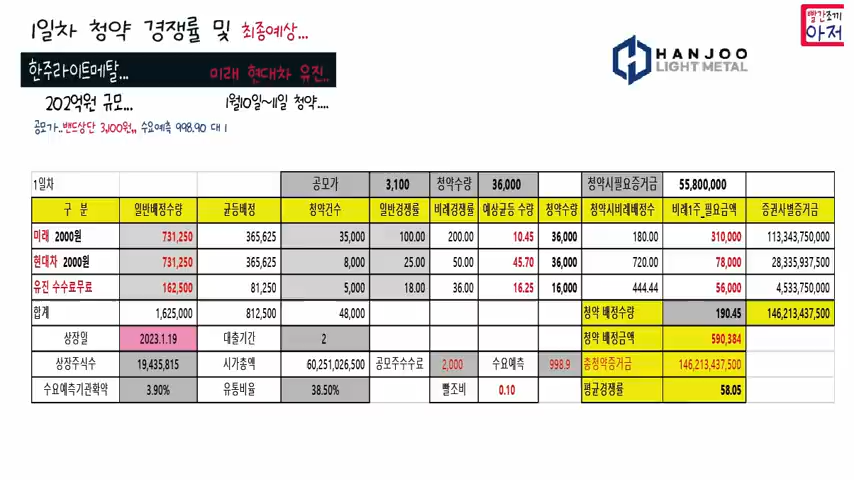 1일차 청약 경쟁률 및 최종예상...
빨간조끼
아저
한주라이트메탈... 미래 현대차 유진..
HANJOO
LIGHT METAL
202억원 규모... 1월10일~11일 청약....
공모가..밴드상단 3,100원,, 수요예측 998.90 대 1
1일차 공모가 3,100 청약수량 36,000 청약시필요증거금 55,800,000
구 분 일반배정수량 균등배정 청약건수 일반경쟁률 비례경쟁률 예상균등 수량 청약수량 청약시비례배정수 비례1주_필요금액 증권사별증거금
미래 2000원 731,250 365,625 35,000 100.00 200.00 10.45 36,000 180.00 310,000 113,343,750,000
현대차 2000원 731,250 365,625 8,000 25.00 50.00 45.70 36,000 720.00 78,000 28,335,937,500
유진 수수료무료 162,500 81,250 5,000 18.00 36.00 16.25 16,000 444.44 56,000 4,533,750,000
합계 1,625,000 812,500 48,000 청약 배정수량 190.45 146,213,437,500
상장일 2023.1.19 대출기간 2 청약 배정금액 590,384
상장주식수 19,435,815 시가총액 60,251,026,500 공모주수수료 2,000 수요예측 998.9 총청약증거금 146,213,437,500
수요예측기관확약 3.90% 유통비율 38.50% 빨조비 0.10 평균경쟁률 58.05